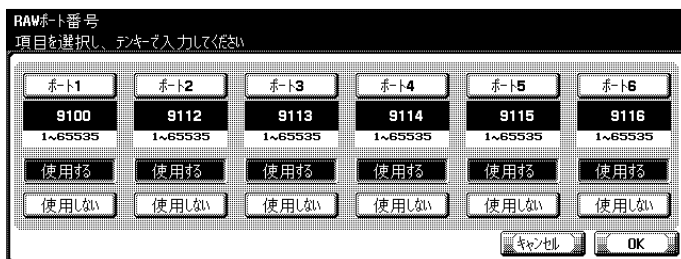 RAWポート番号
項目を選択し、テンキーで入力してください
ポート1 ポート2 ポート3 ポート4 ポート5 ポート6
9100 9112 9113 9114 9115 9116
1~65535 1~65535 1~65535 1~65535 1~65535 1~65535
使用する 使用する 使用する 使用する 使用する 使用する
使用しない 使用しない 使用しない 使用しない 使用しない 使用しない
キャンセル OK